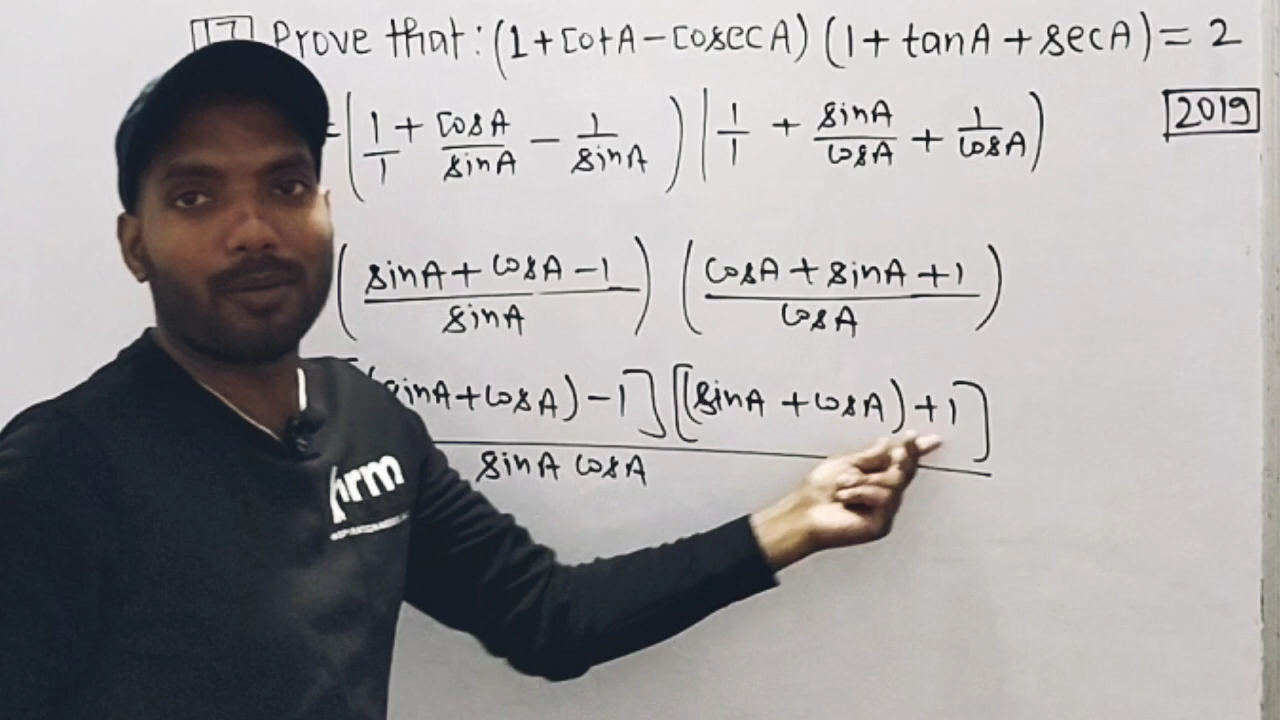 17 Prove that: (1+cotA-cosecA) (1+tanA+secA) = 2
=(1/1 + cosA/sinA - 1/sinA) (1/1 + sinA/cosA + 1/cosA)
2019
(sinA+cosA-1/sinA) (cosA+sinA+1/cosA)
(sinA+cosA)-1] [(sinA+cosA)+1]
sinA cosA
hrm